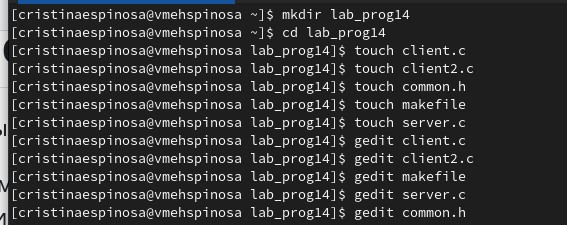 [cristinaespinosa@vmehspinosa ~]$ mkdir lab_prog14
[cristinaespinosa@vmehspinosa ~]$ cd lab_prog14
[cristinaespinosa@vmehspinosa lab_prog14]$ touch client.c
[cristinaespinosa@vmehspinosa lab_prog14]$ touch client2.c
[cristinaespinosa@vmehspinosa lab_prog14]$ touch common.h
[cristinaespinosa@vmehspinosa lab_prog14]$ touch makefile
[cristinaespinosa@vmehspinosa lab_prog14]$ touch server.c
[cristinaespinosa@vmehspinosa lab_prog14]$ gedit client.c
[cristinaespinosa@vmehspinosa lab_prog14]$ gedit client2.c
[cristinaespinosa@vmehspinosa lab_prog14]$ gedit makefile
[cristinaespinosa@vmehspinosa lab_prog14]$ gedit server.c
[cristinaespinosa@vmehspinosa lab_prog14]$ gedit common.h